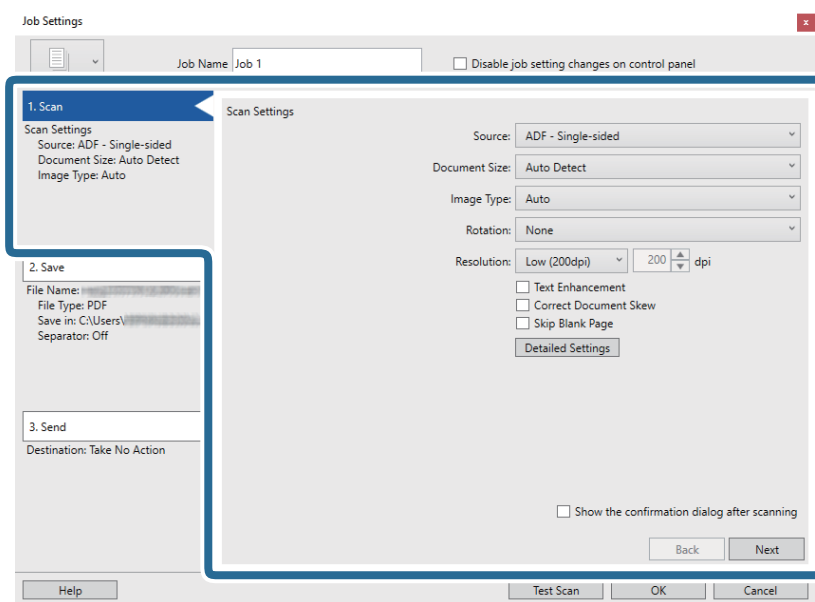 Job Settings
x
Job Name Job 1
Disable job setting changes on control panel
1. Scan
Scan Settings
Source: ADF - Single-sided
Document Size: Auto Detect
Image Type: Auto
2. Save
File Name:
File Type: PDF
Save in: C:\Users\
Separator: Off
3. Send
Destination: Take No Action
Scan Settings
Source: ADF - Single-sided
Document Size: Auto Detect
Image Type: Auto
Rotation: None
Resolution: Low (200dpi) 200 dpi
Text Enhancement
Correct Document Skew
Skip Blank Page
Detailed Settings
Show the confirmation dialog after scanning
Back Next
Help Test Scan OK Cancel